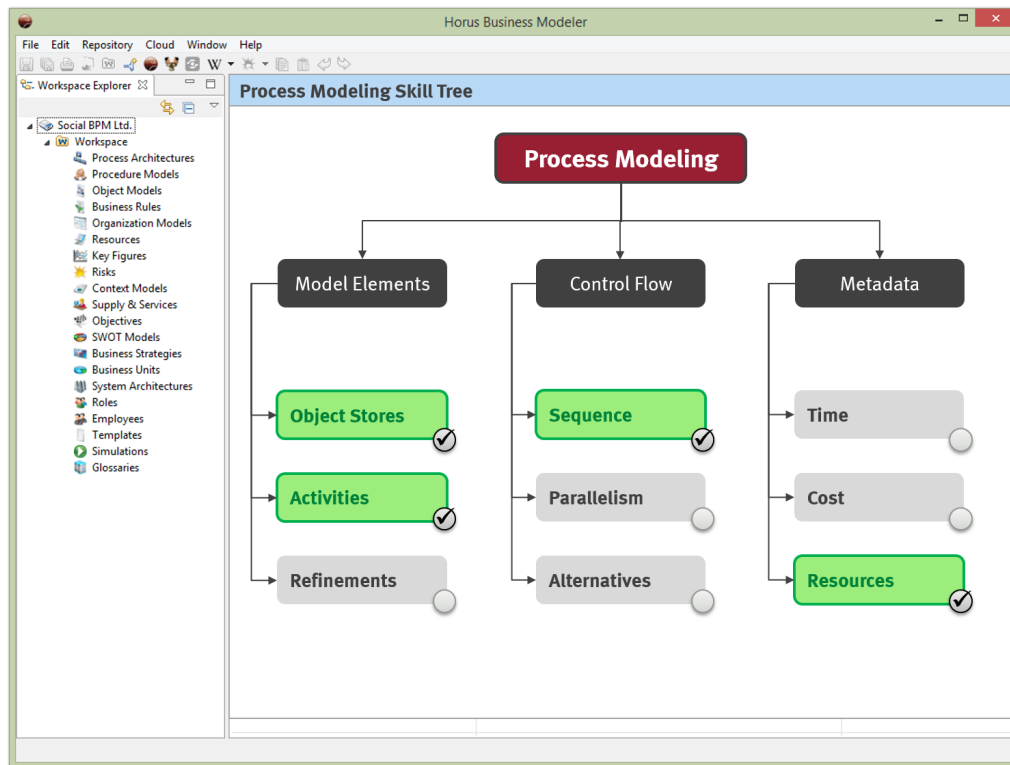 Horus Business Modeler
File Edit Repository Cloud Window Help
W
Workspace Explorer
Process Modeling Skill Tree
Social BPM Ltd.
Workspace
Process Architectures
Procedure Models
Object Models
Business Rules
Organization Models
Resources
Key Figures
Risks
Context Models
Supply & Services
Objectives
SWOT Models
Business Strategies
Business Units
System Architectures
Roles
Employees
Templates
Simulations
Glossaries
Process Modeling
Model Elements
Control Flow
Metadata
Object Stores
Sequence
Time
Activities
Parallelism
Cost
Refinements
Alternatives
Resources